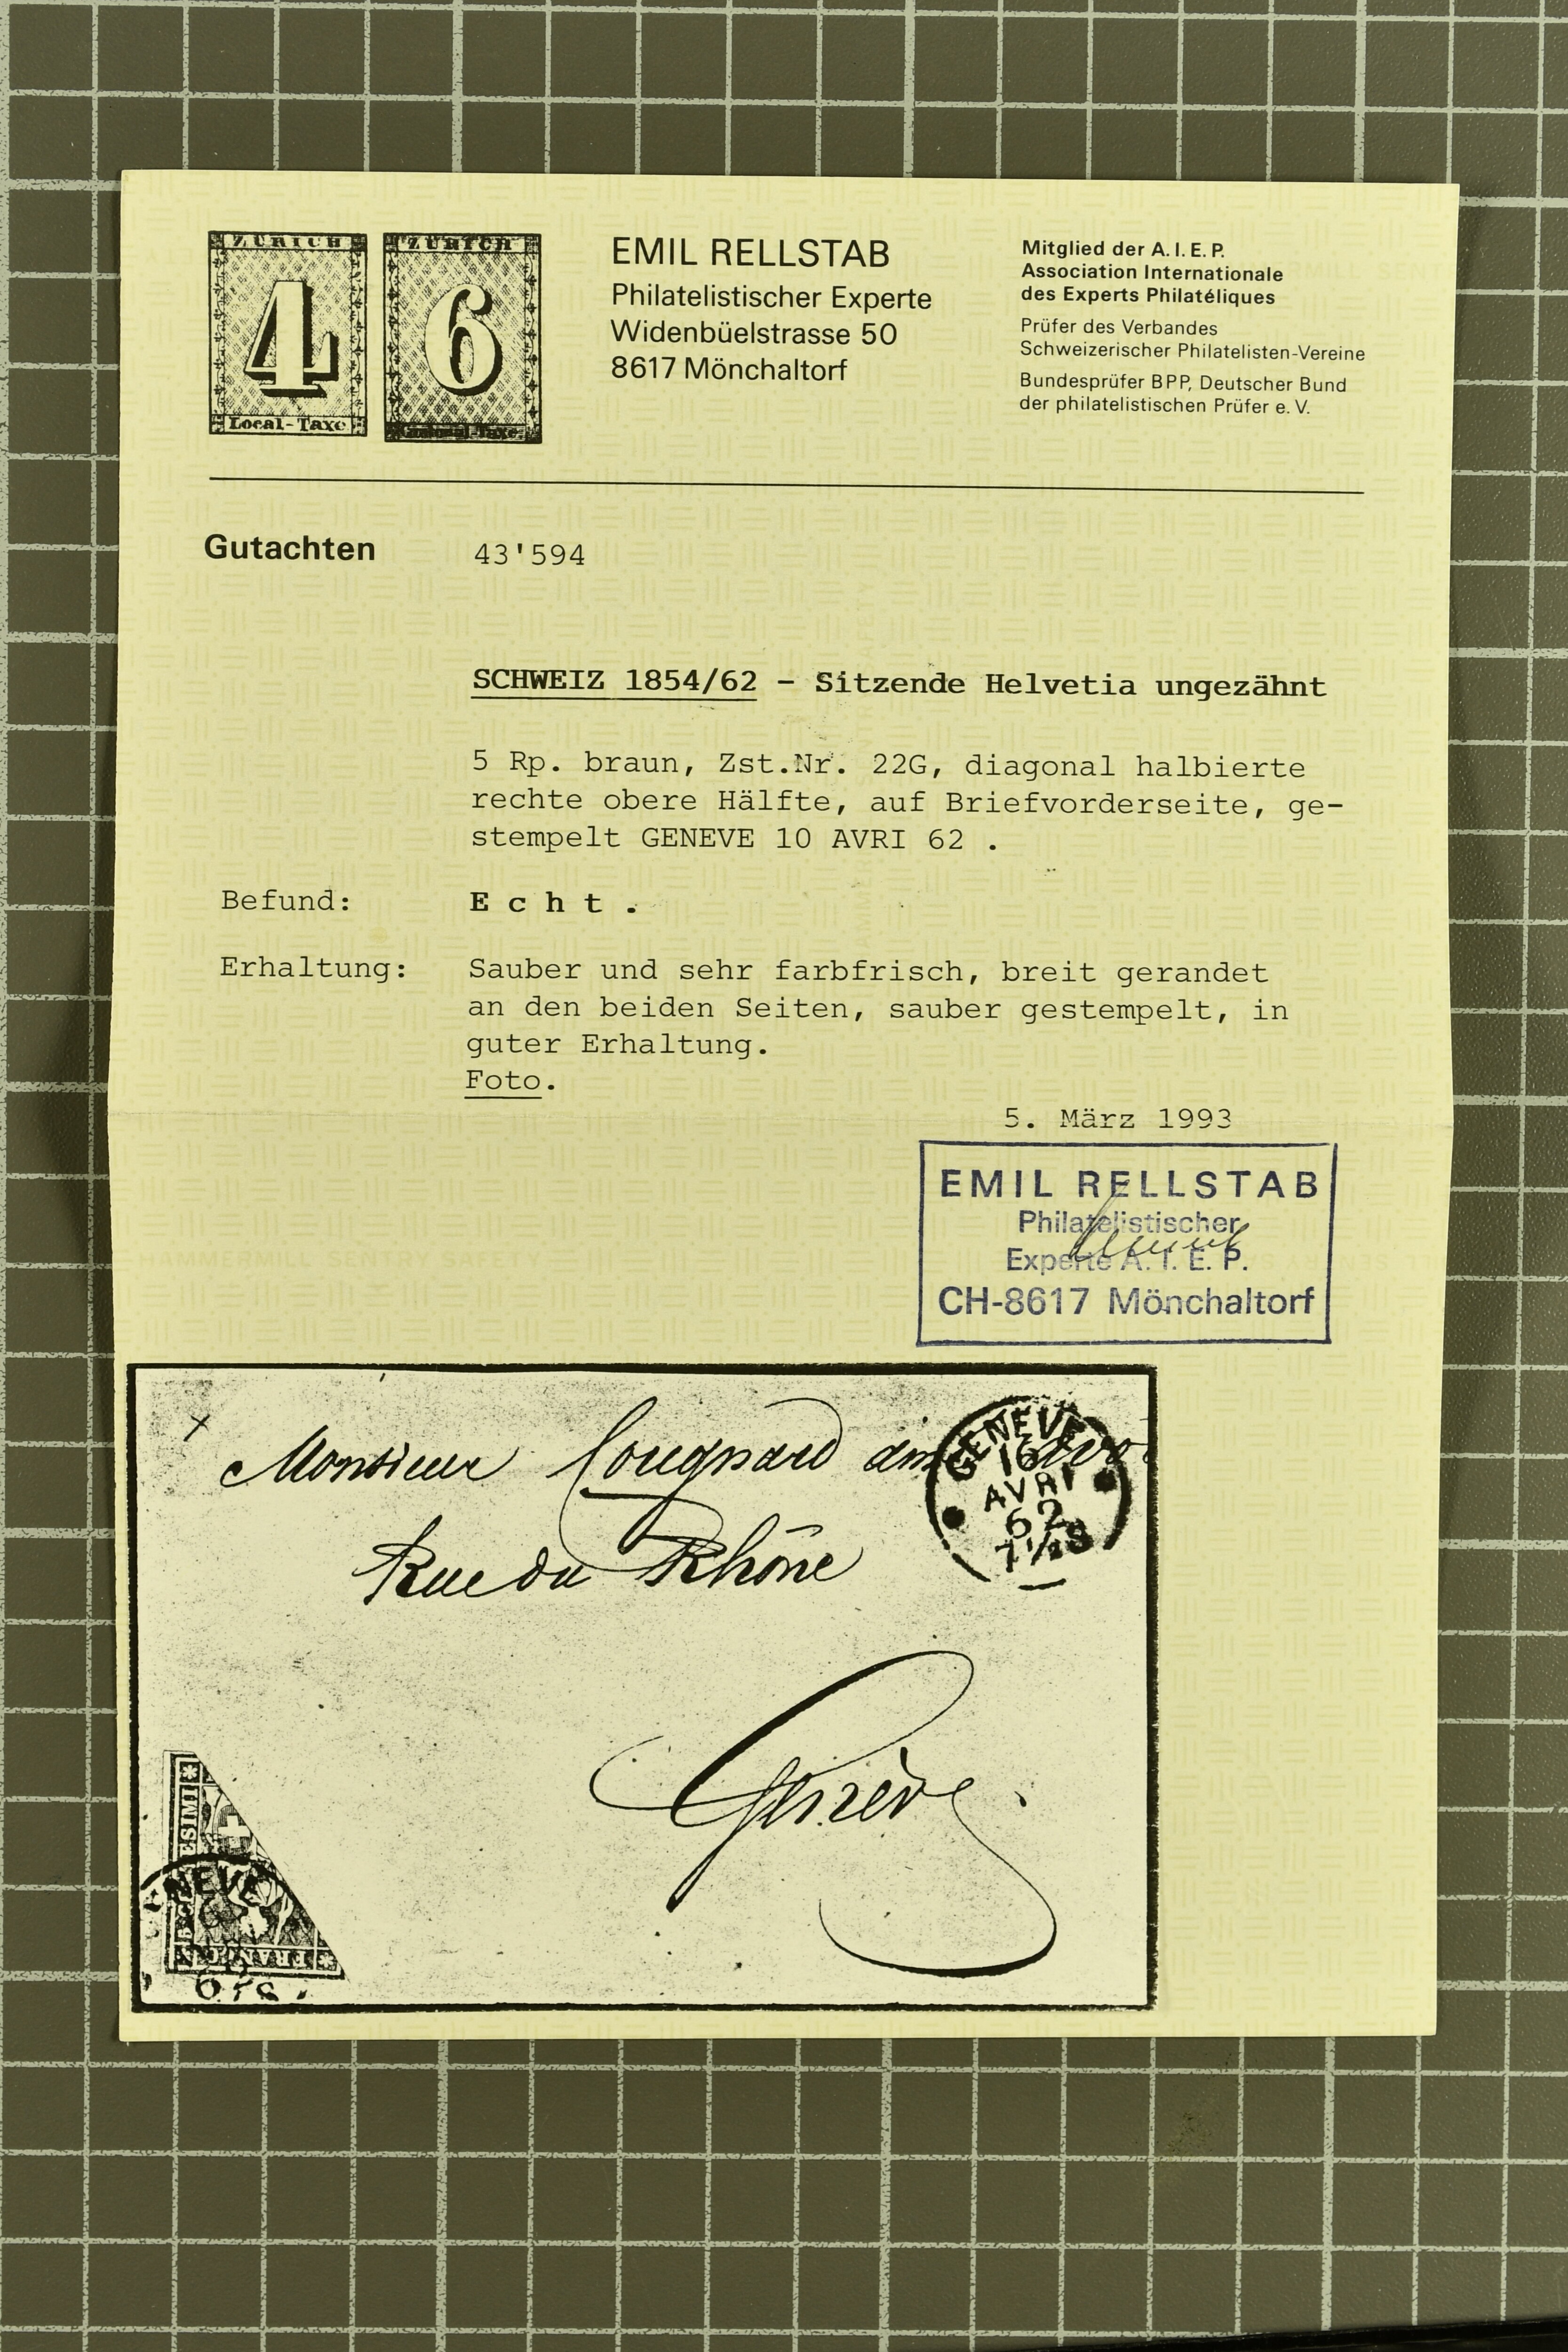 ZÜRICH
4
Local-Taxe
ZÜRICH
6
EMIL RELLSTAB
Philatelistischer Experte
Widenbüelstrasse 50
8617 Mönchaltorf
Mitglied der A.I.E.P.
Association Internationale
des Experts Philatéliques
Prüfer des Verbandes
Schweizerischer Philatelisten-Vereine
Bundesprüfer BPP, Deutscher Bund
der philatelistischen Prüfer e.V.
Gutachten 43'594
SCHWEIZ 1854/62 - Sitzende Helvetia ungezähnt
5 Rp. braun, Zst.Nr. 22G, diagonal halbierte
rechte obere Hälfte, auf Briefvorderseite, ge-
stempelt GENEVE 10 AVRI 62 .
Befund: Echt.
Erhaltung: Sauber und sehr farbfrisch, breit gerandet
an den beiden Seiten, sauber gestempelt, in
guter Erhaltung.
Foto.
5. März 1993
EMIL RELLSTAB
Philatelistischer
Experte A. I. E. P.
CH-8617 Mönchaltorf
Monsieur Cougnard
Rue du Rhône
Genève.
GENEVE
16
AVRI
62
FRANKEN